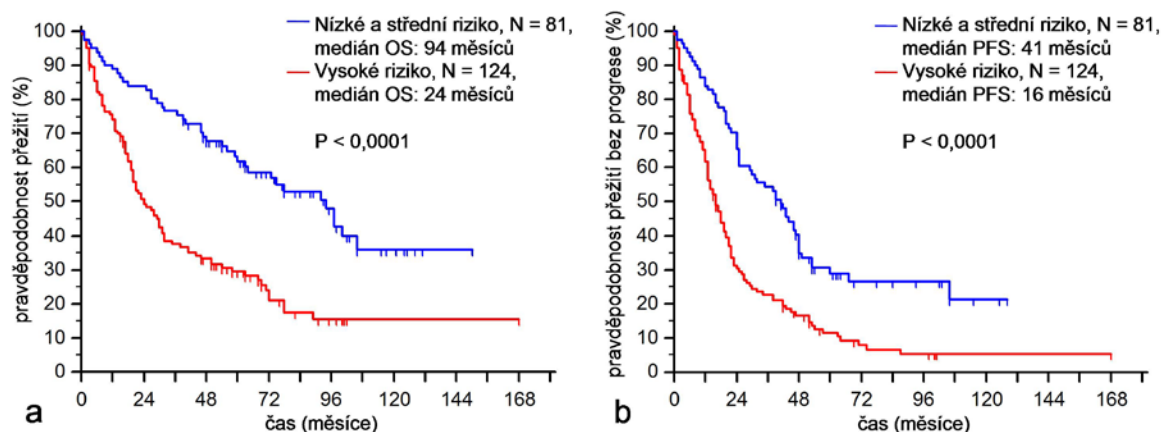 Nízké a střední riziko, N = 81,
medián OS: 94 měsíců
Vysoké riziko, N = 124,
medián OS: 24 měsíců
P < 0,0001
pravděpodobnost přežití (%)
100
90
80
70
60
50
40
30
20
10
0
0 24 48 72 96 120 144 168
čas (měsíce)
a
Nízké a střední riziko, N = 81,
medián PFS: 41 měsíců
Vysoké riziko, N = 124,
medián PFS: 16 měsíců
P < 0,0001
pravděpodobnost přežití bez progrese (%)
100
90
80
70
60
50
40
30
20
10
0
0 24 48 72 96 120 144 168
čas (měsíce)
b